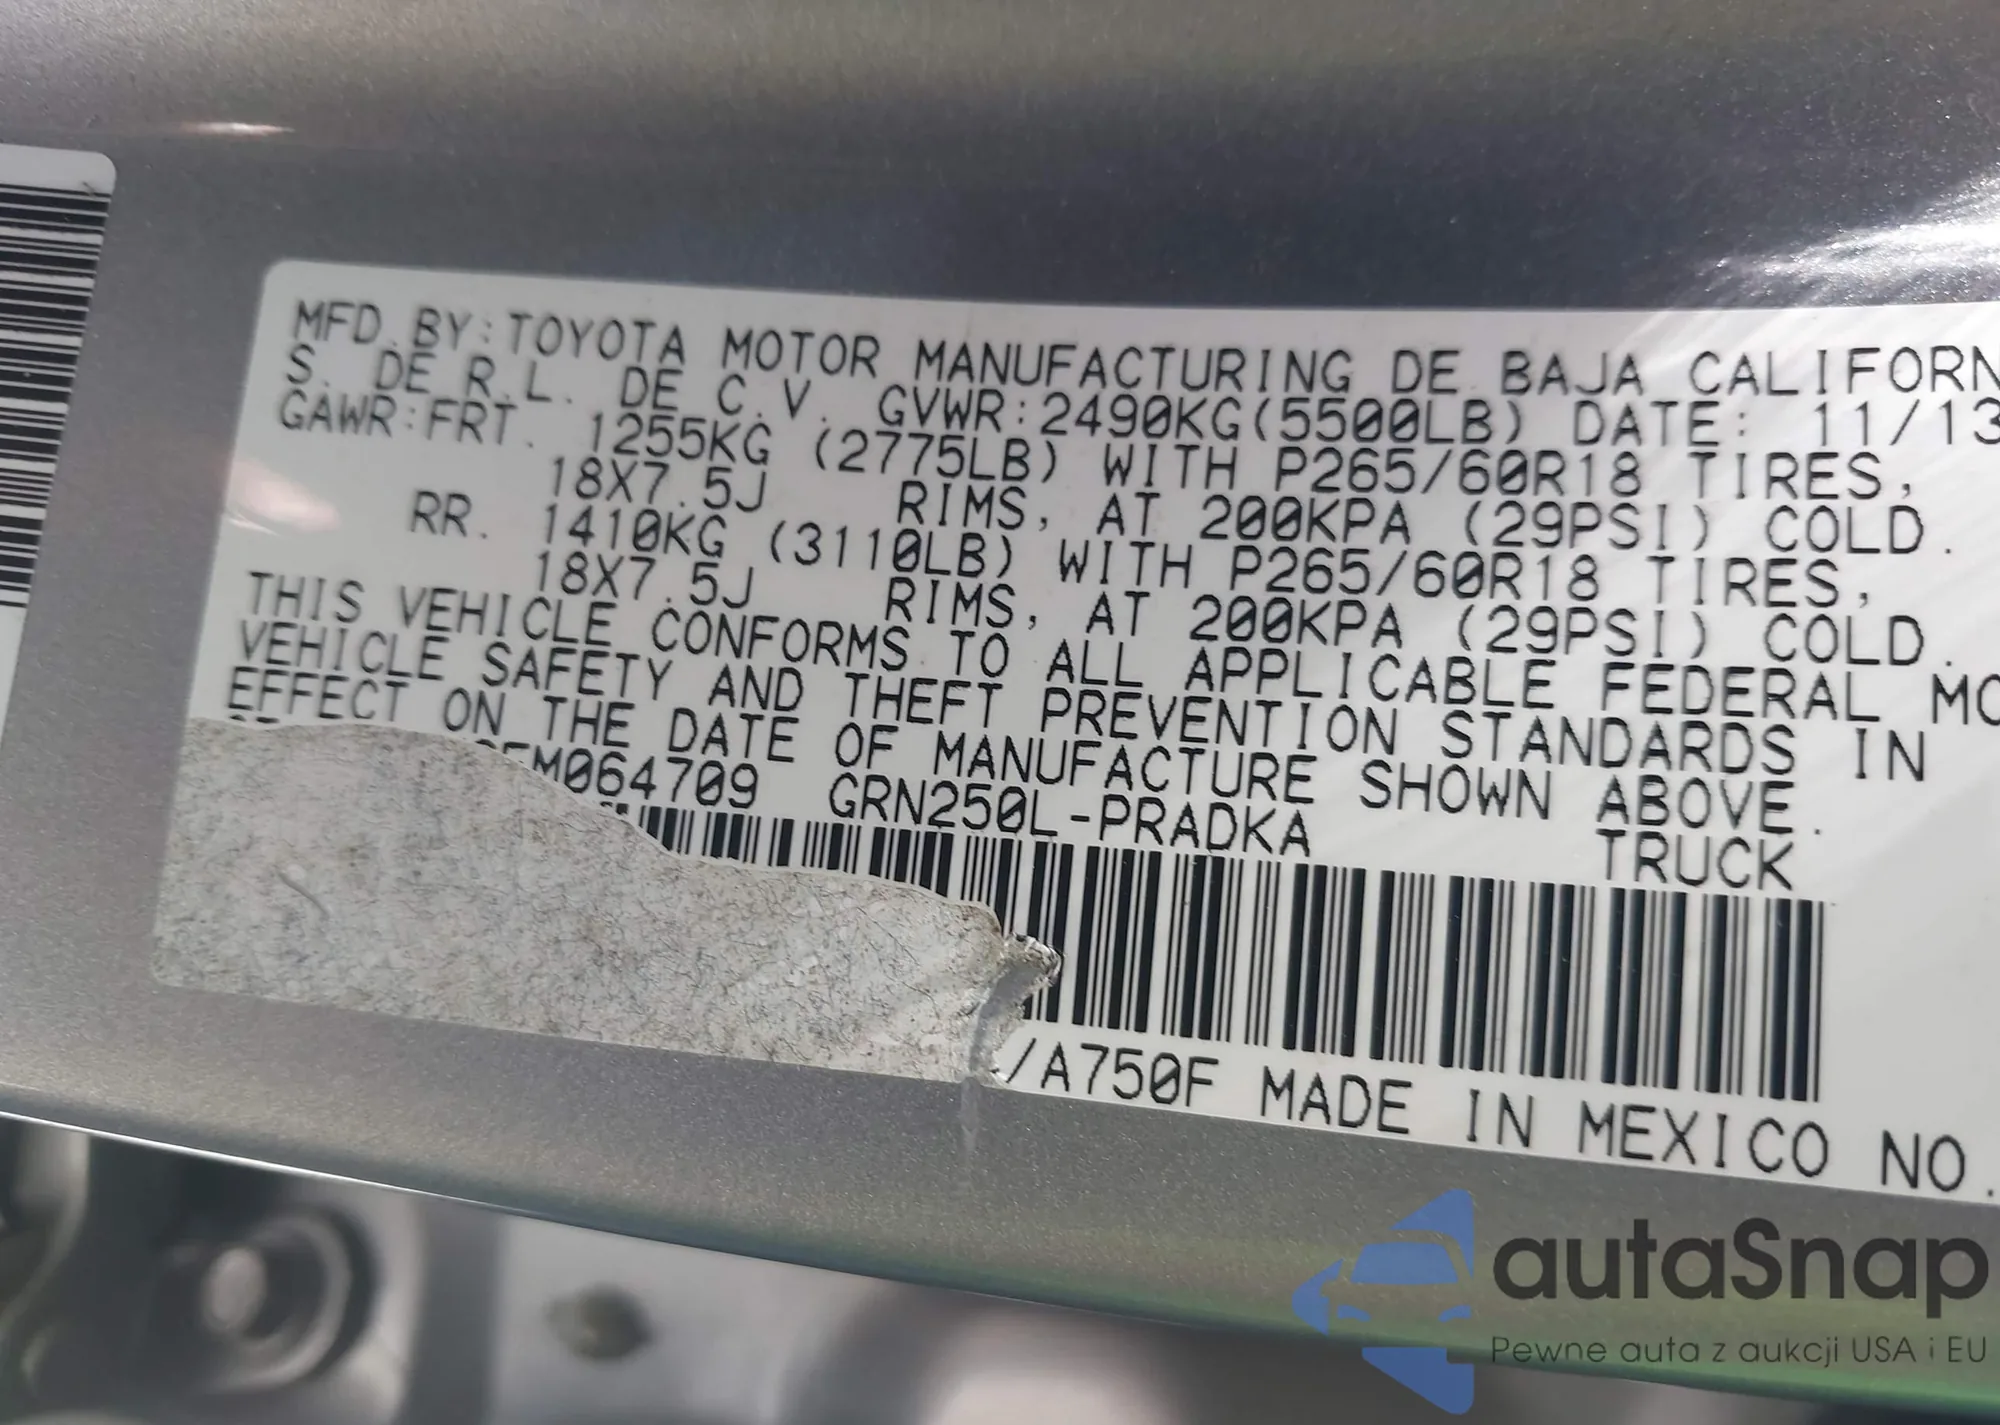 MFD.BY:TOYOTA MOTOR MANUFACTURING DE BAJA CALIFORN
S. DE R.L. DE C.V. GVWR:2490KG(5500LB) DATE: 11/13
GAWR:FRT. 1255KG (2775LB) WITH P265/60R18 TIRES,
18X7.5J RIMS, AT 200KPA (29PSI) COLD.
RR. 1410KG (3110LB) WITH P265/60R18 TIRES,
18X7.5J RIMS, AT 200KPA (29PSI) COLD.
THIS VEHICLE CONFORMS TO ALL APPLICABLE FEDERAL MO
VEHICLE SAFETY AND THEFT PREVENTION STANDARDS IN
EFFECT ON THE DATE OF MANUFACTURE SHOWN ABOVE.
M064709 GRN250L-PRADKA TRUCK
/A750F MADE IN MEXICO NO.
autaSnap
Pewne auta z aukcji USA i EU